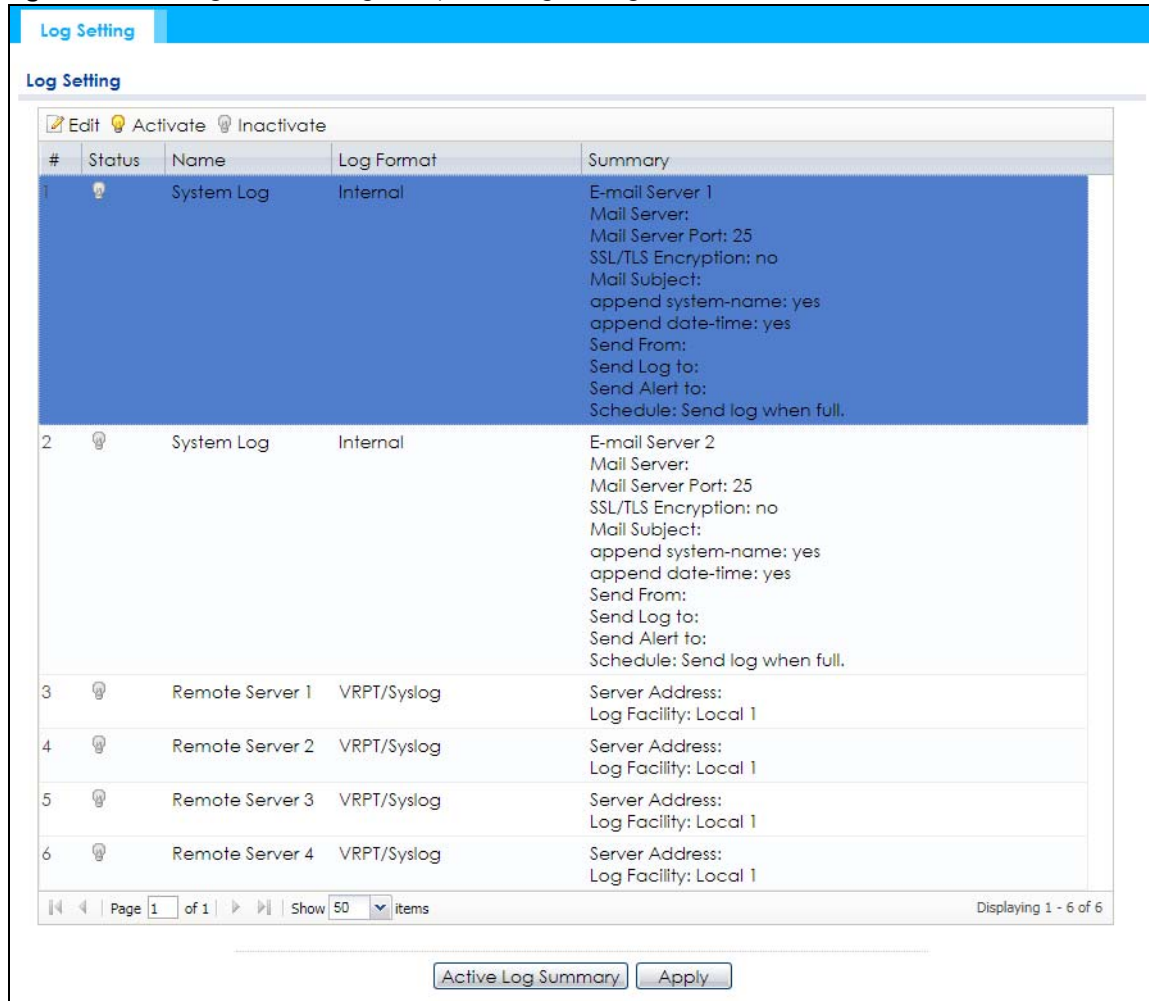 Log Setting
Log Setting
Edit Activate Inactivate
# Status Name Log Format Summary
1 System Log Internal E-mail Server 1
Mail Server:
Mail Server Port: 25
SSL/TLS Encryption: no
Mail Subject:
append system-name: yes
append date-time: yes
Send From:
Send Log to:
Send Alert to:
Schedule: Send log when full.
2 System Log Internal E-mail Server 2
Mail Server:
Mail Server Port: 25
SSL/TLS Encryption: no
Mail Subject:
append system-name: yes
append date-time: yes
Send From:
Send Log to:
Send Alert to:
Schedule: Send log when full.
3 Remote Server 1 VRPT/Syslog Server Address:
Log Facility: Local 1
4 Remote Server 2 VRPT/Syslog Server Address:
Log Facility: Local 1
5 Remote Server 3 VRPT/Syslog Server Address:
Log Facility: Local 1
6 Remote Server 4 VRPT/Syslog Server Address:
Log Facility: Local 1
Page 1 of 1 Show 50 items Displaying 1 - 6 of 6
Active Log Summary Apply